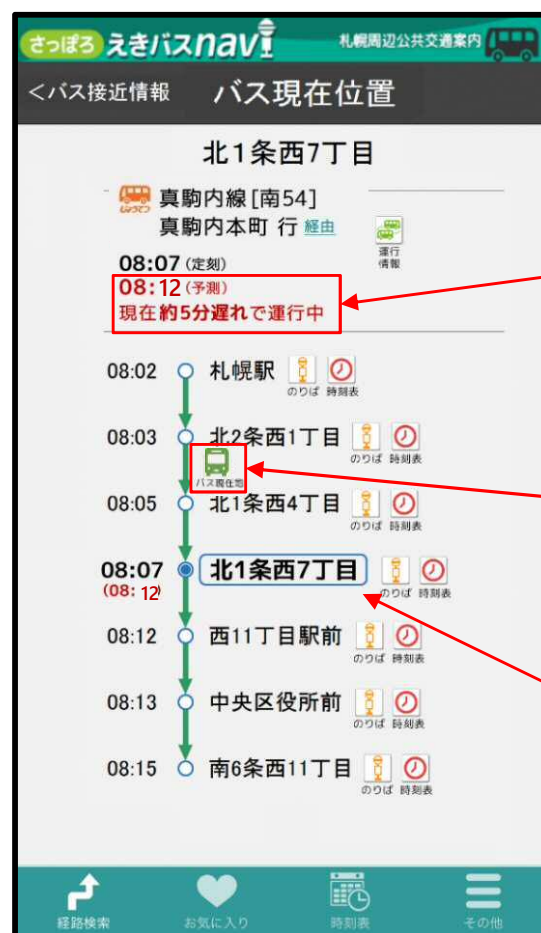 さっぽろ えきバスnavi 札幌周辺公共交通案内
<バス接近情報 バス現在位置
北1条西7丁目
じょうてつ 真駒内線[南54]
真駒内本町 行 経由
運行
情報
08:07(定刻)
08:12(予測)
現在約5分遅れで運行中
08:02 札幌駅 のりば 時刻表
08:03 北2条西1丁目 のりば 時刻表
バス現在地
08:05 北1条西4丁目 のりば 時刻表
08:07 北1条西7丁目 のりば 時刻表
(08:12)
08:12 西11丁目駅前 のりば 時刻表
08:13 中央区役所前 のりば 時刻表
08:15 南6条西11丁目 のりば 時刻表
経路検索 お気に入り 時刻表 その他